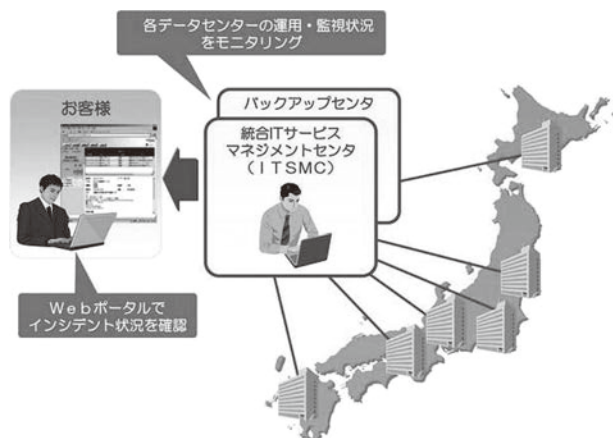 各データセンターの運用・監視状況
をモニタリング
お客様
バックアップセンタ
統合ITサービス
マネジメントセンタ
(ITSMC)
Webポータルで
インシデント状況を確認